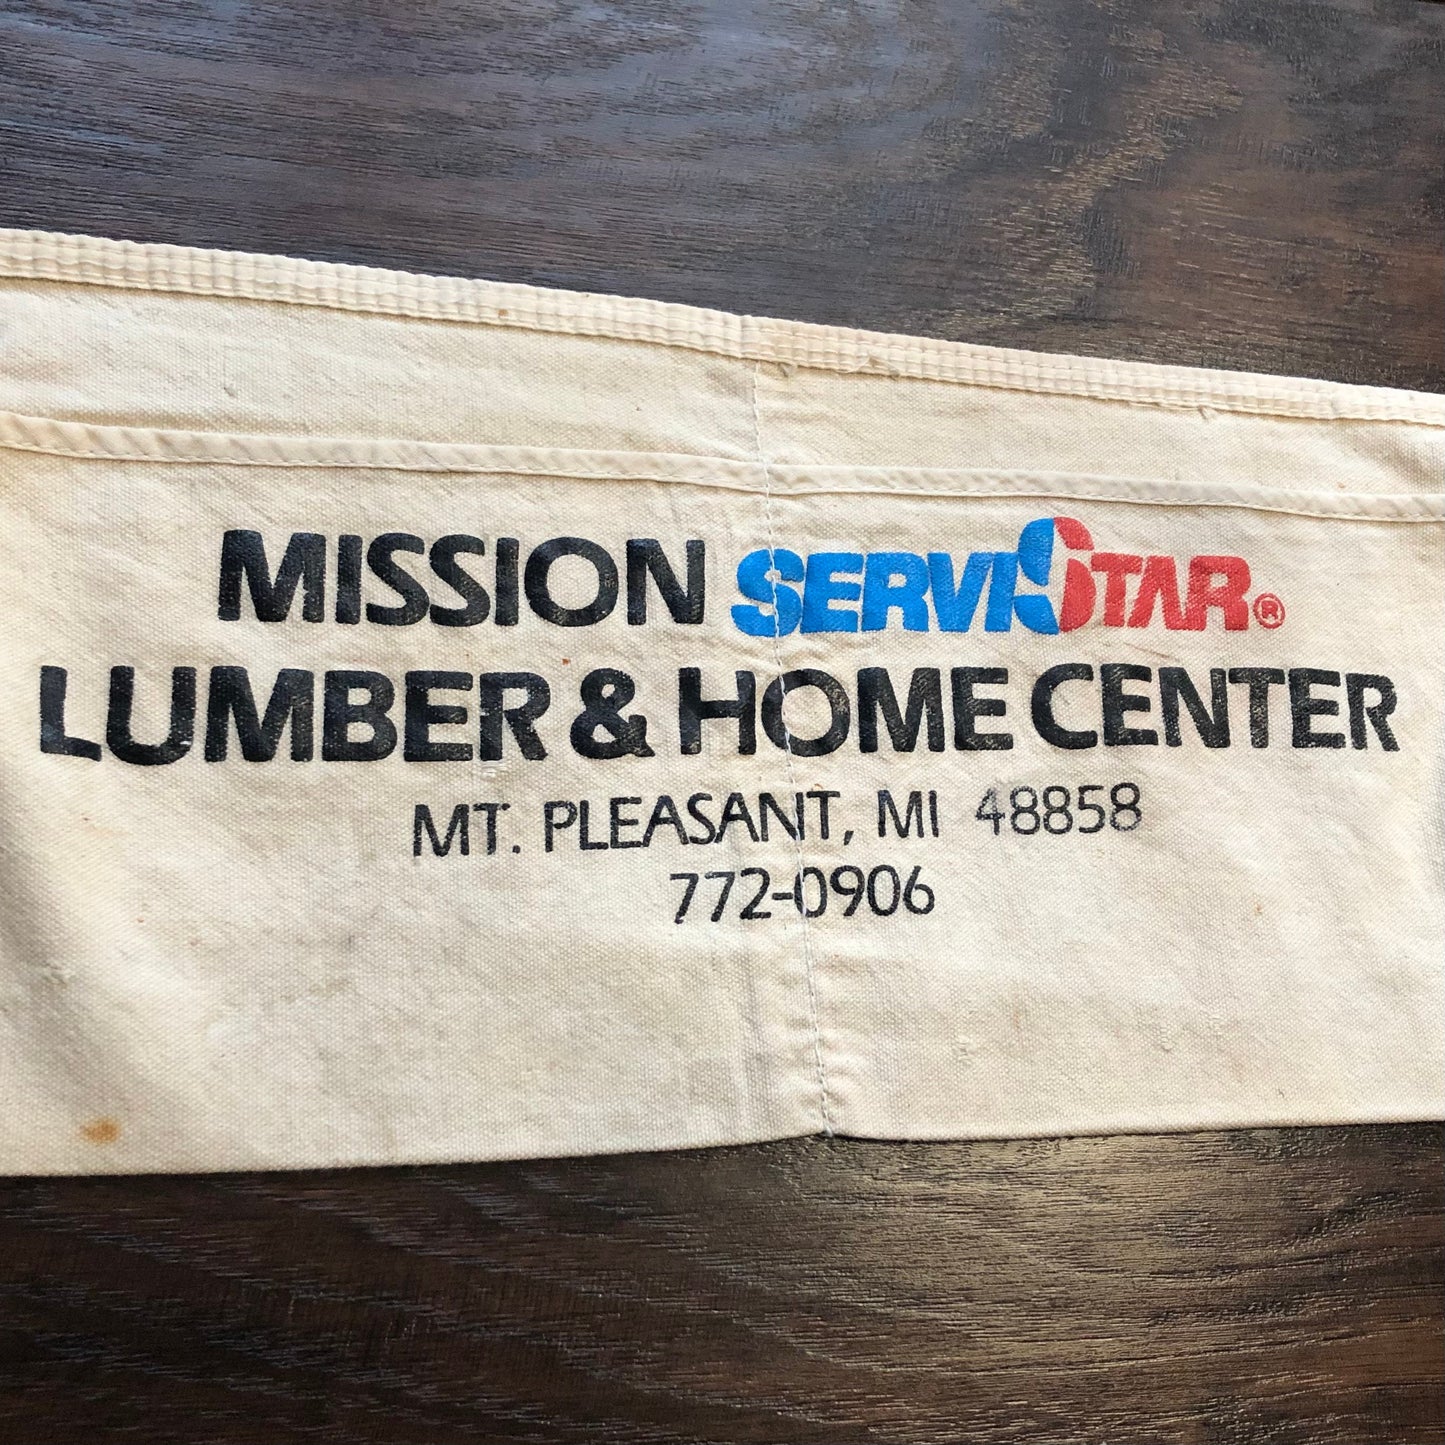 MISSION SERVISTAR®
LUMBER & HOME CENTER
MT. PLEASANT, MI 48858
772-0906